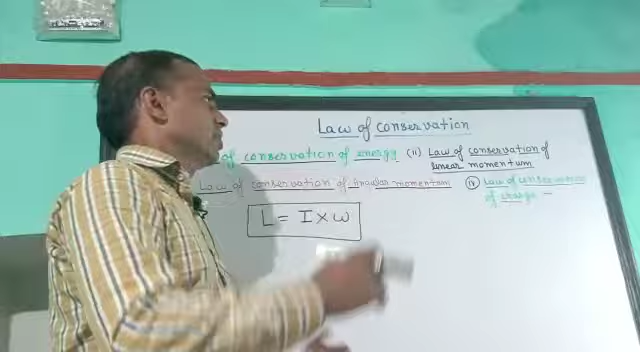 Law of conservation
of conservation of energy (ii) Law of conservation of
linear momentum
Law of conservation of angular momentum (iv) Law of conservation
of charge -
L = I × ω